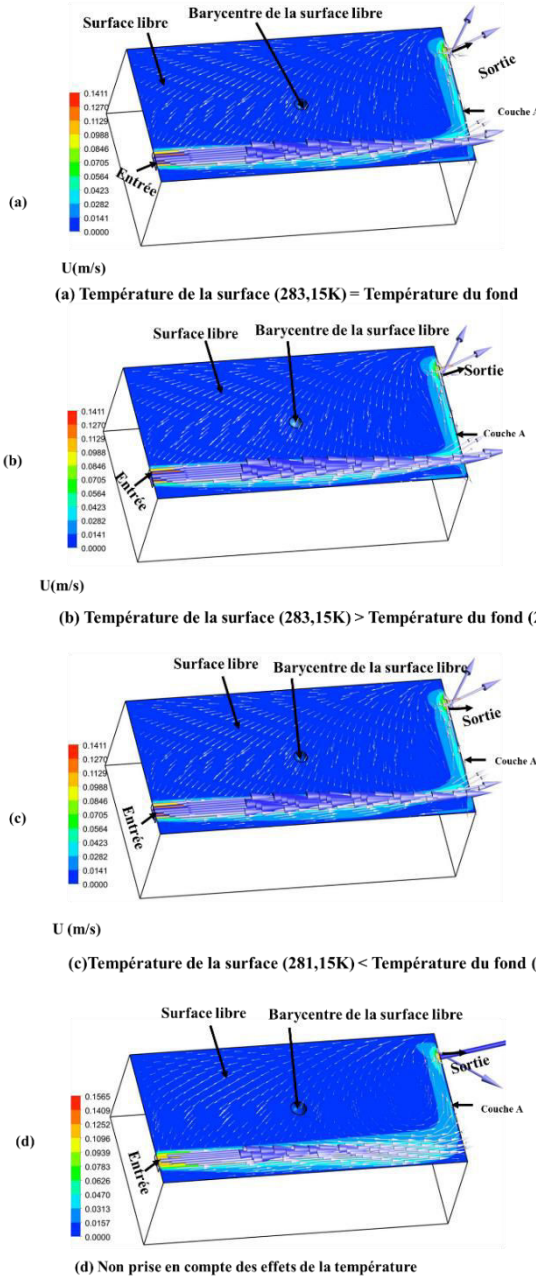 Surface libre
Barycentre de la surface libre
Sortie
Couche A
0.1411
0.1270
0.1129
0.0988
0.0846
0.0705
0.0564
0.0423
0.0282
0.0141
0.0000
Entrée
(a)
U(m/s)
(a) Température de la surface (283,15K) = Température du fond
Surface libre
Barycentre de la surface libre
Sortie
Couche A
0.1411
0.1270
0.1129
0.0988
0.0846
0.0705
0.0564
0.0423
0.0282
0.0141
0.0000
Entrée
(b)
U(m/s)
(b) Température de la surface (283,15K) > Température du fond (
Surface libre
Barycentre de la surface libre
Sortie
Couche A
0.1411
0.1270
0.1129
0.0988
0.0846
0.0705
0.0564
0.0423
0.0282
0.0141
0.0000
Entrée
(c)
U (m/s)
(c)Température de la surface (281,15K) < Température du fond (
Surface libre
Barycentre de la surface libre
Sortie
Couche A
0.1565
0.1409
0.1252
0.1096
0.0939
0.0783
0.0626
0.0470
0.0313
0.0157
0.0000
Entrée
(d)
(d) Non prise en compte des effets de la température